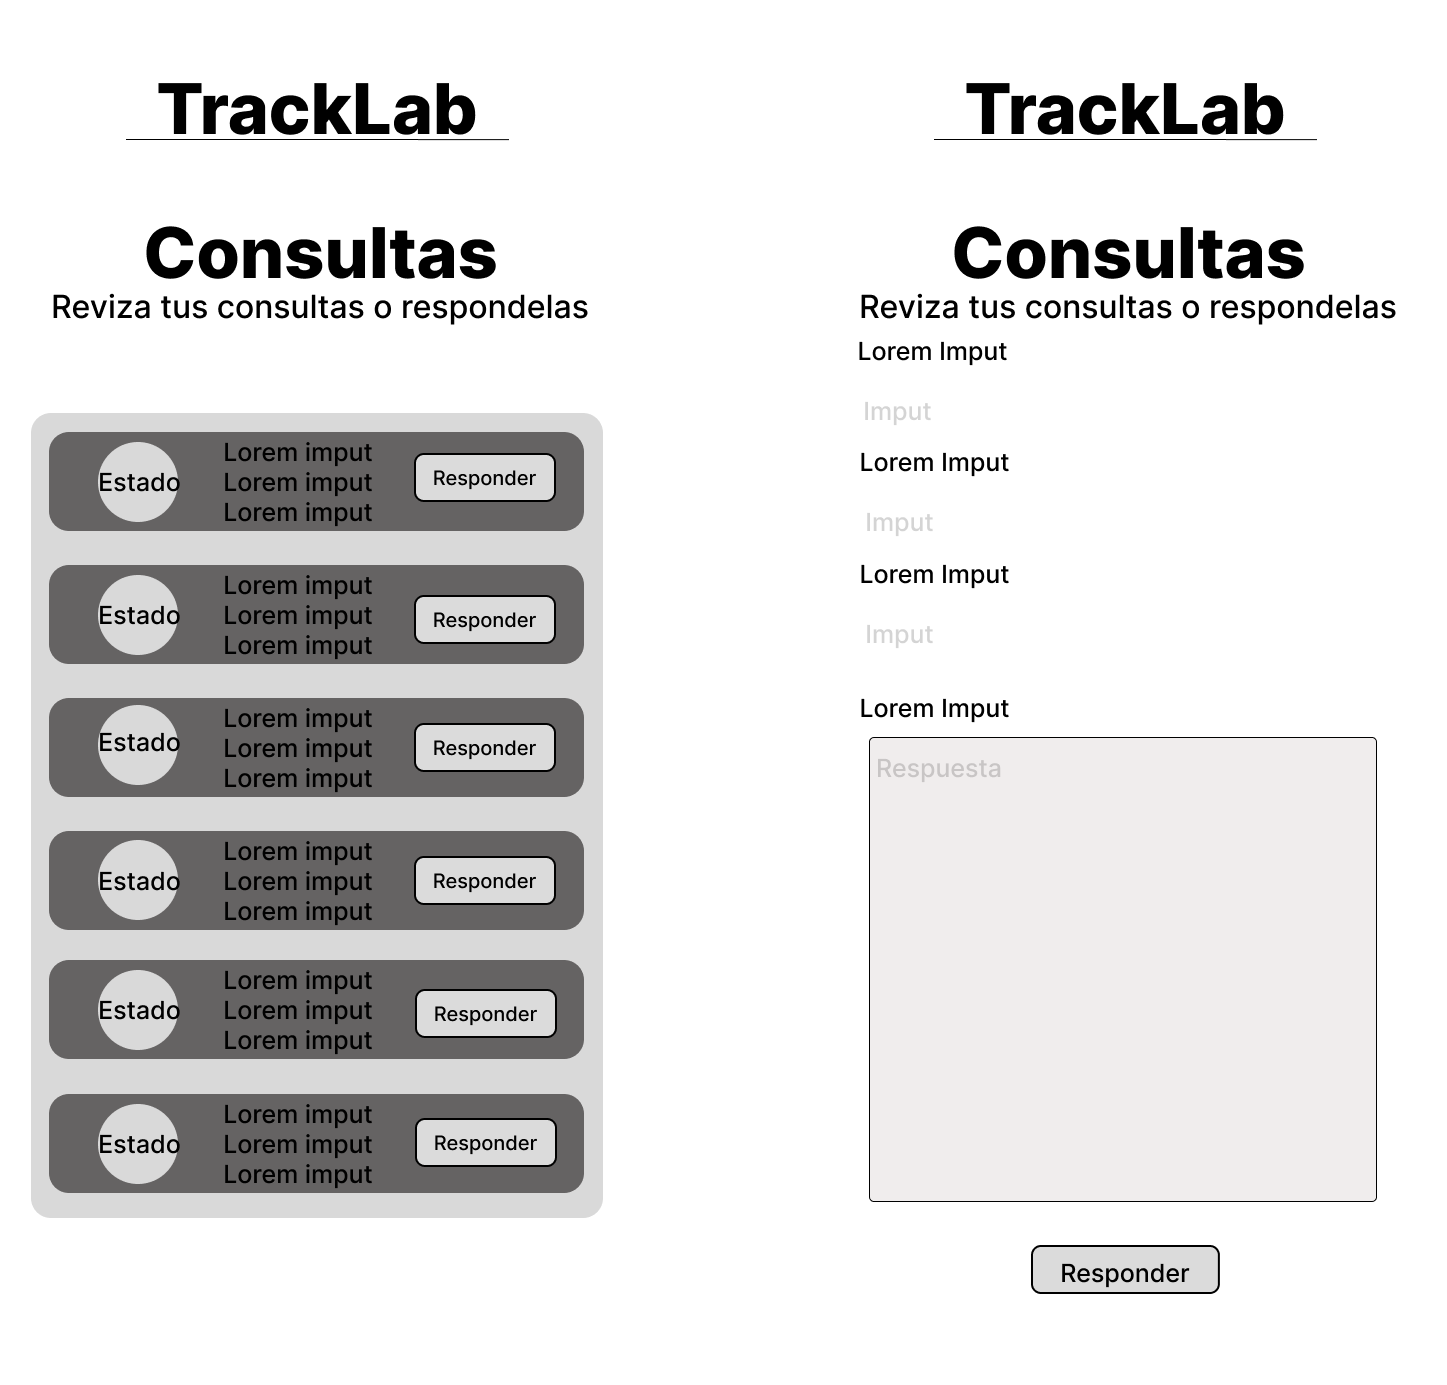 TrackLab
Consultas
Reviza tus consultas o respondelas
Estado
Lorem imput
Lorem imput
Lorem imput
Responder
Estado
Lorem imput
Lorem imput
Lorem imput
Responder
Estado
Lorem imput
Lorem imput
Lorem imput
Responder
Estado
Lorem imput
Lorem imput
Lorem imput
Responder
Estado
Lorem imput
Lorem imput
Lorem imput
Responder
Estado
Lorem imput
Lorem imput
Lorem imput
Responder
TrackLab
Consultas
Reviza tus consultas o respondelas
Lorem Imput
Imput
Lorem Imput
Imput
Lorem Imput
Imput
Lorem Imput
Respuesta
Responder